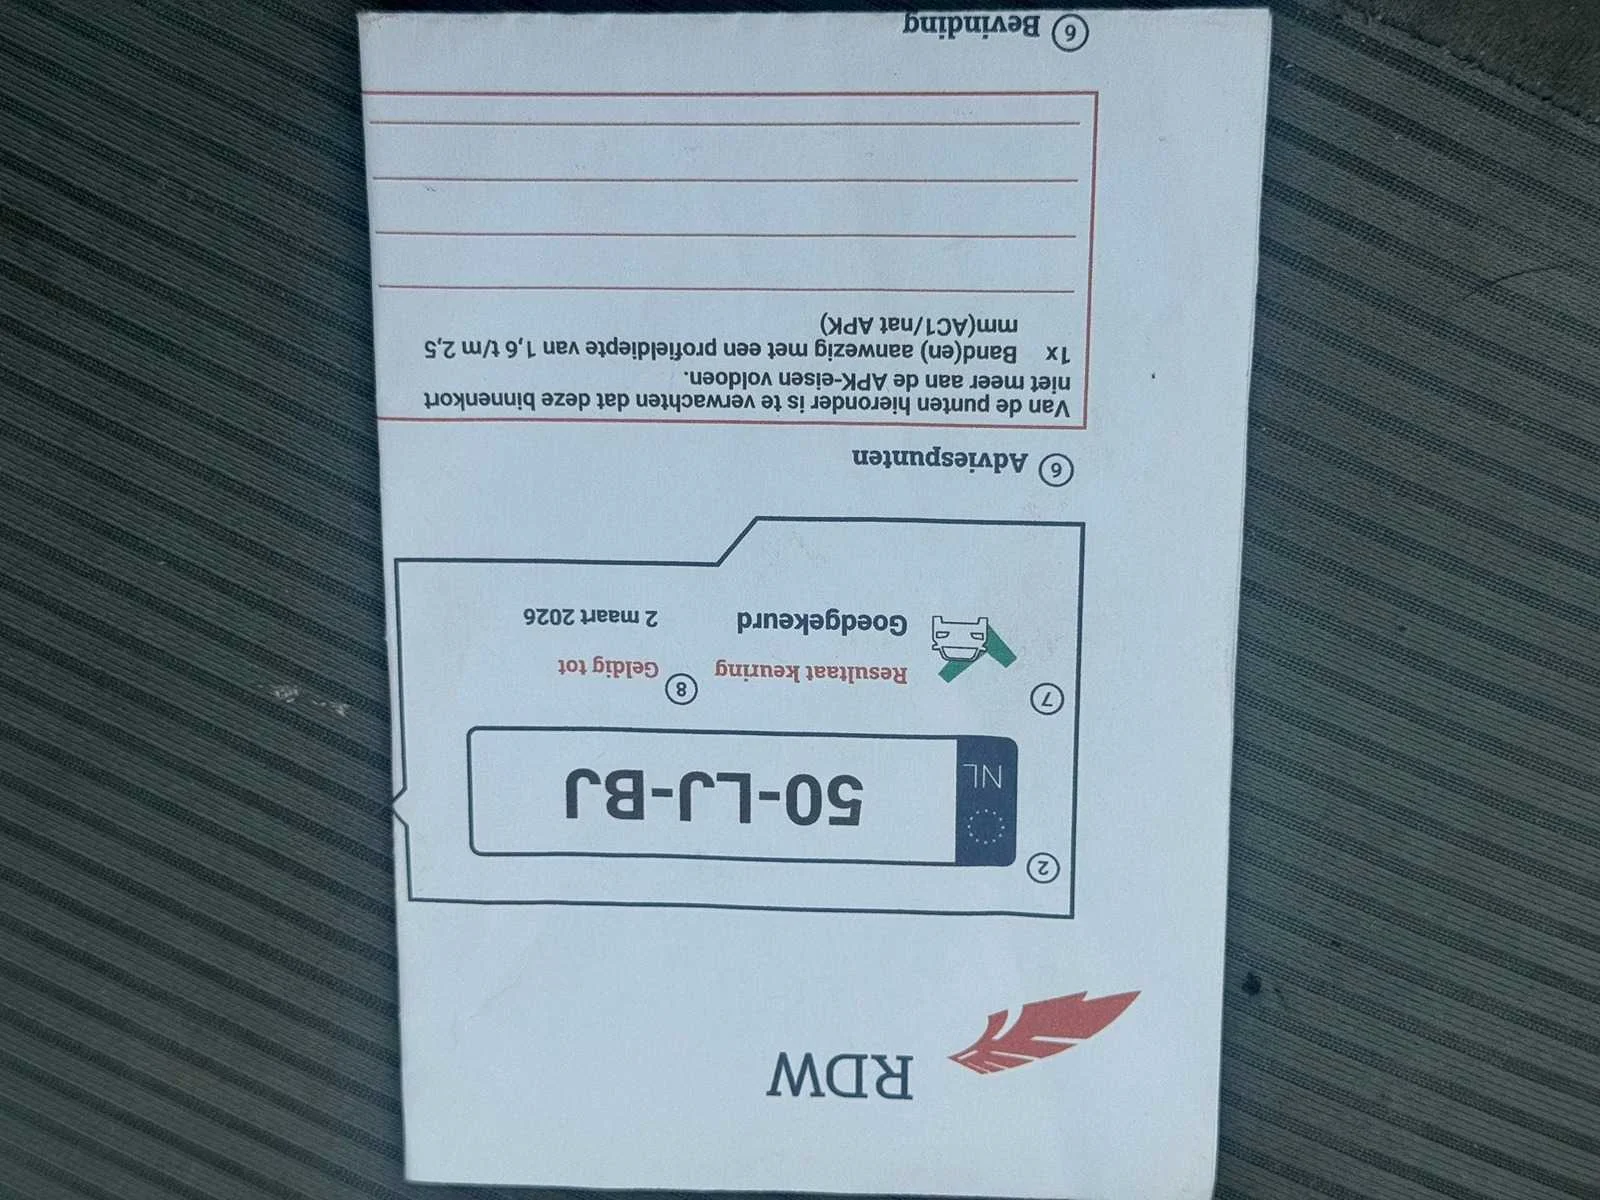 RDW
2
NL
50-LJ-BJ
7
Resultaat keuring
8
Geldig tot
Goedgekeurd
2 maart 2026
6 Adviespunten
Van de punten hieronder is te verwachten dat deze binnenkort
niet meer aan de APK-eisen voldoen.
1x Band(en) aanwezig met een profieldiepte van 1,6 t/m 2,5
mm(AC1/nat APK)
6 Bevinding